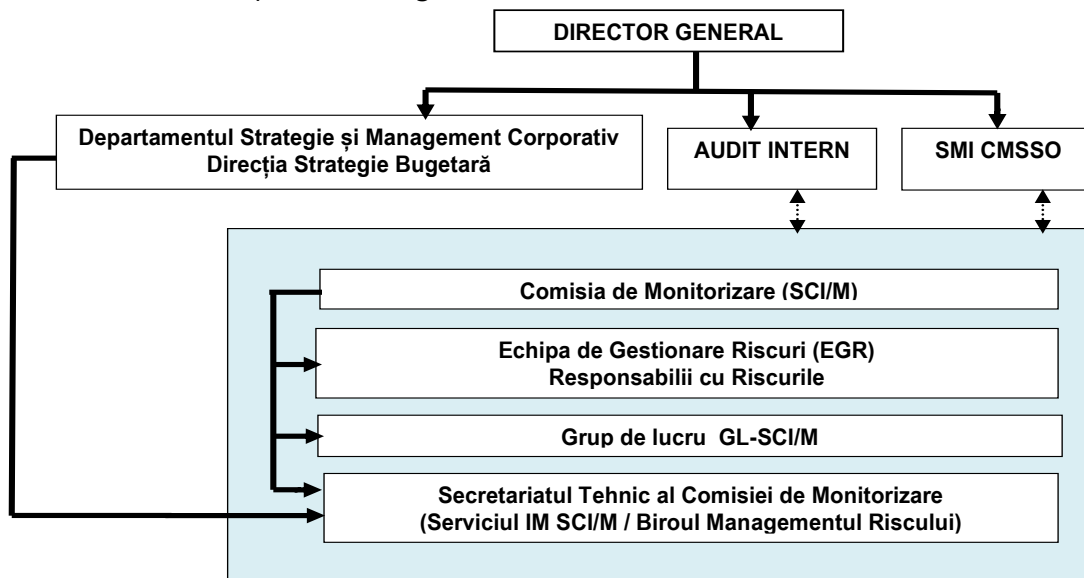 DIRECTOR GENERAL
Departamentul Strategie și Management Corporativ
Direcția Strategie Bugetară
AUDIT INTERN
SMI CMSSO
Comisia de Monitorizare (SCI/M)
Echipa de Gestionare Riscuri (EGR)
Responsabilii cu Riscurile
Grup de lucru GL-SCI/M
Secretariatul Tehnic al Comisiei de Monitorizare
(Serviciul IM SCI/M / Biroul Managementul Riscului)